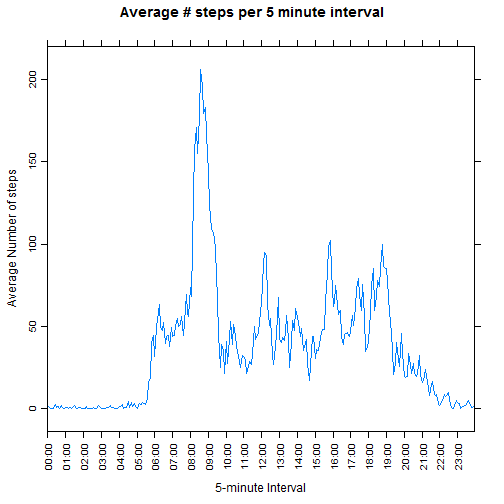 Average # steps per 5 minute interval
Average Number of steps
200
150
100
50
0
00:00 01:00 02:00 03:00 04:00 05:00 06:00 07:00 08:00 09:00 10:00 11:00 12:00 13:00 14:00 15:00 16:00 17:00 18:00 19:00 20:00 21:00 22:00 23:00
5-minute Interval